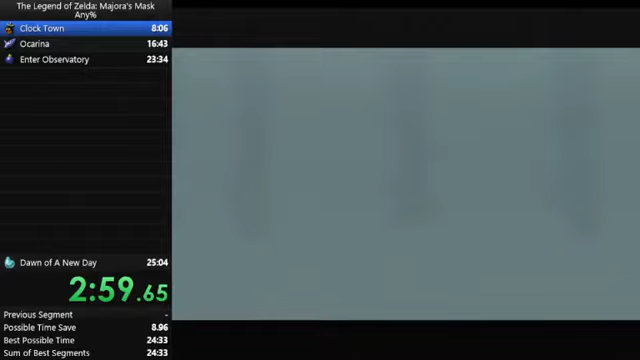 The Legend of Zelda: Majora's Mask
Any%
Clock Town 8:06
Ocarina 16:43
Enter Observatory 23:34
Dawn of A New Day 25:04
2:59.65
Previous Segment -
Possible Time Save 8.96
Best Possible Time 24:33
Sum of Best Segments 24:33